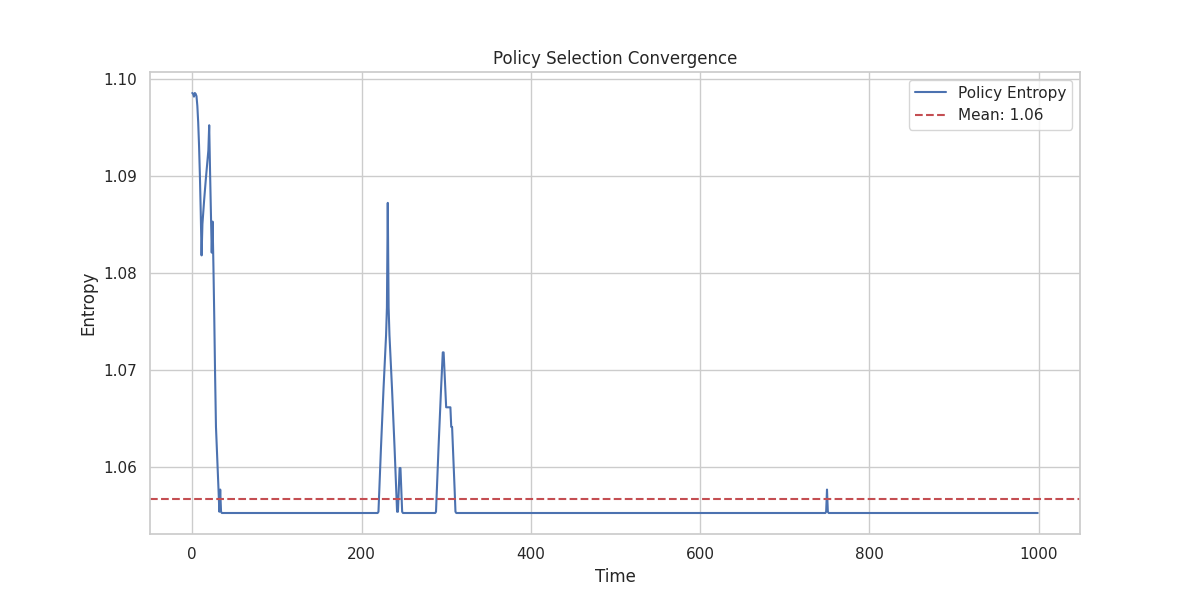 Policy Selection Convergence
1.10
1.09
1.08
1.07
1.06
Entropy
Policy Entropy
Mean: 1.06
0
200
400
600
800
1000
Time